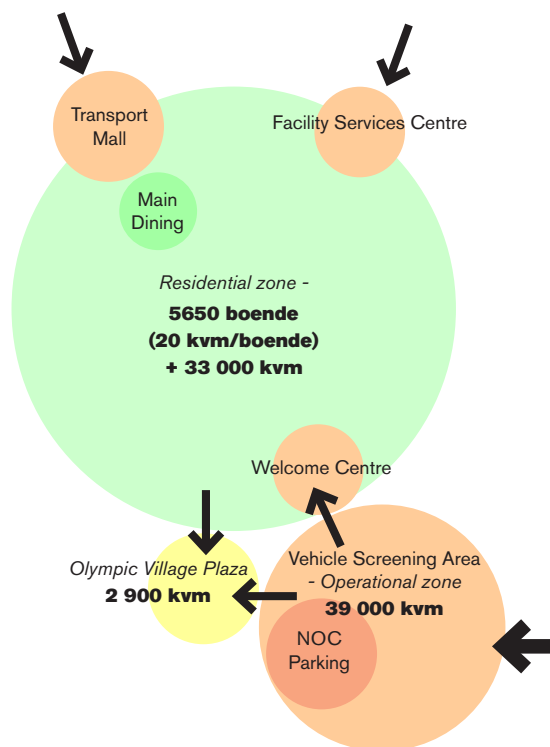 Transport
Mall
Facility Services Centre
Main
Dining
Residential zone -
5650 boende
(20 kvm/boende)
+ 33 000 kvm
Welcome Centre
Olympic Village Plaza
2 900 kvm
Vehicle Screening Area
- Operational zone
39 000 kvm
NOC
Parking